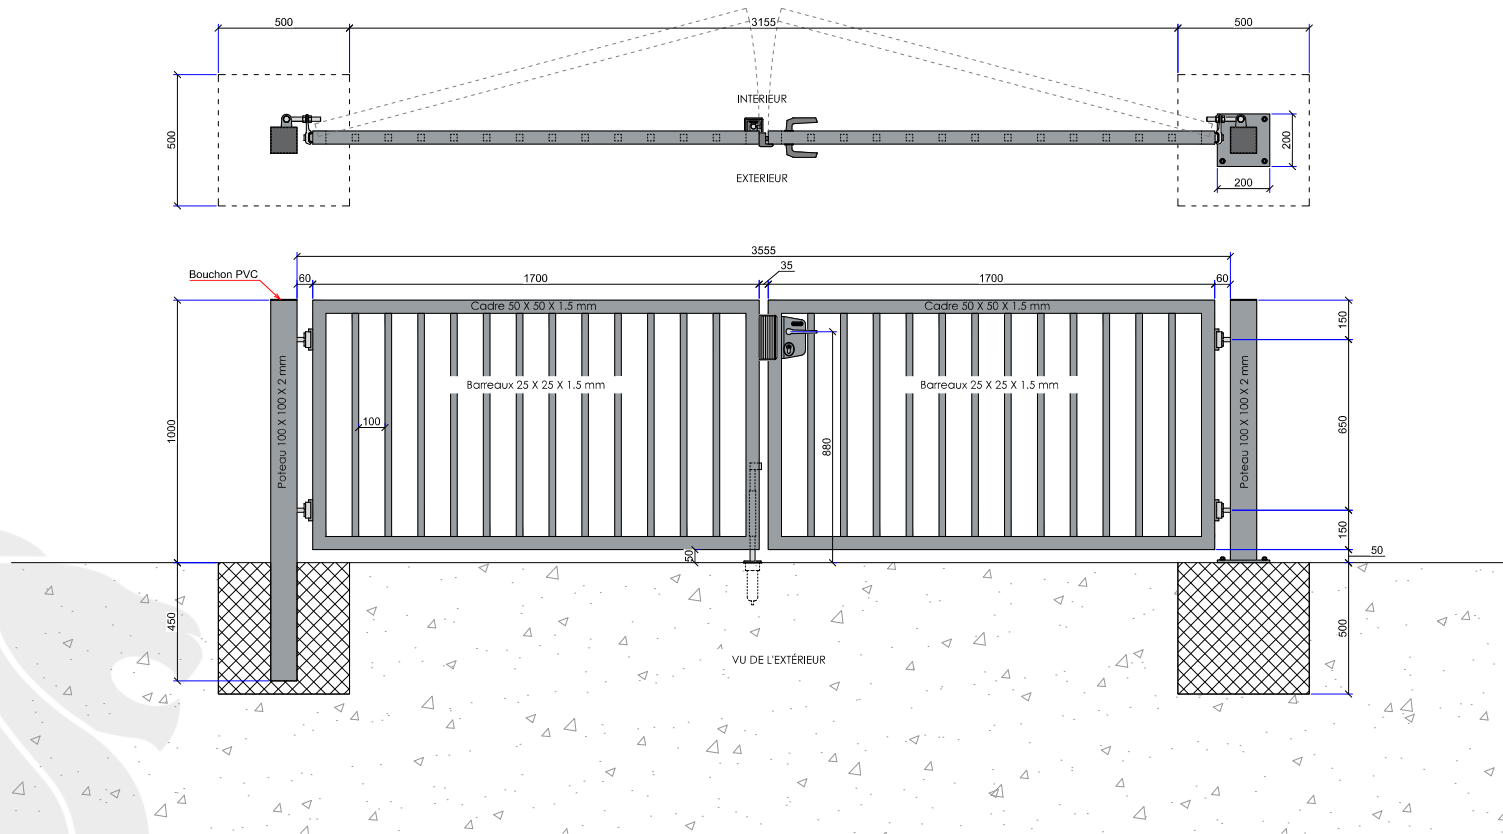 500
3155
500
INTERIEUR
500
200
EXTERIEUR
200
3555
Bouchon PVC
60
1700
35
1700
60
Cadre 50 X 50 X 1.5 mm
Cadre 50 X 50 X 1.5 mm
150
Poteau 100 X 100 X 2 mm
Barreaux 25 X 25 X 1.5 mm
Barreaux 25 X 25 X 1.5 mm
Poteau 100 X 100 X 2 mm
1000
100
880
650
150
50
50
450
500
VU DE L'EXTÉRIEUR